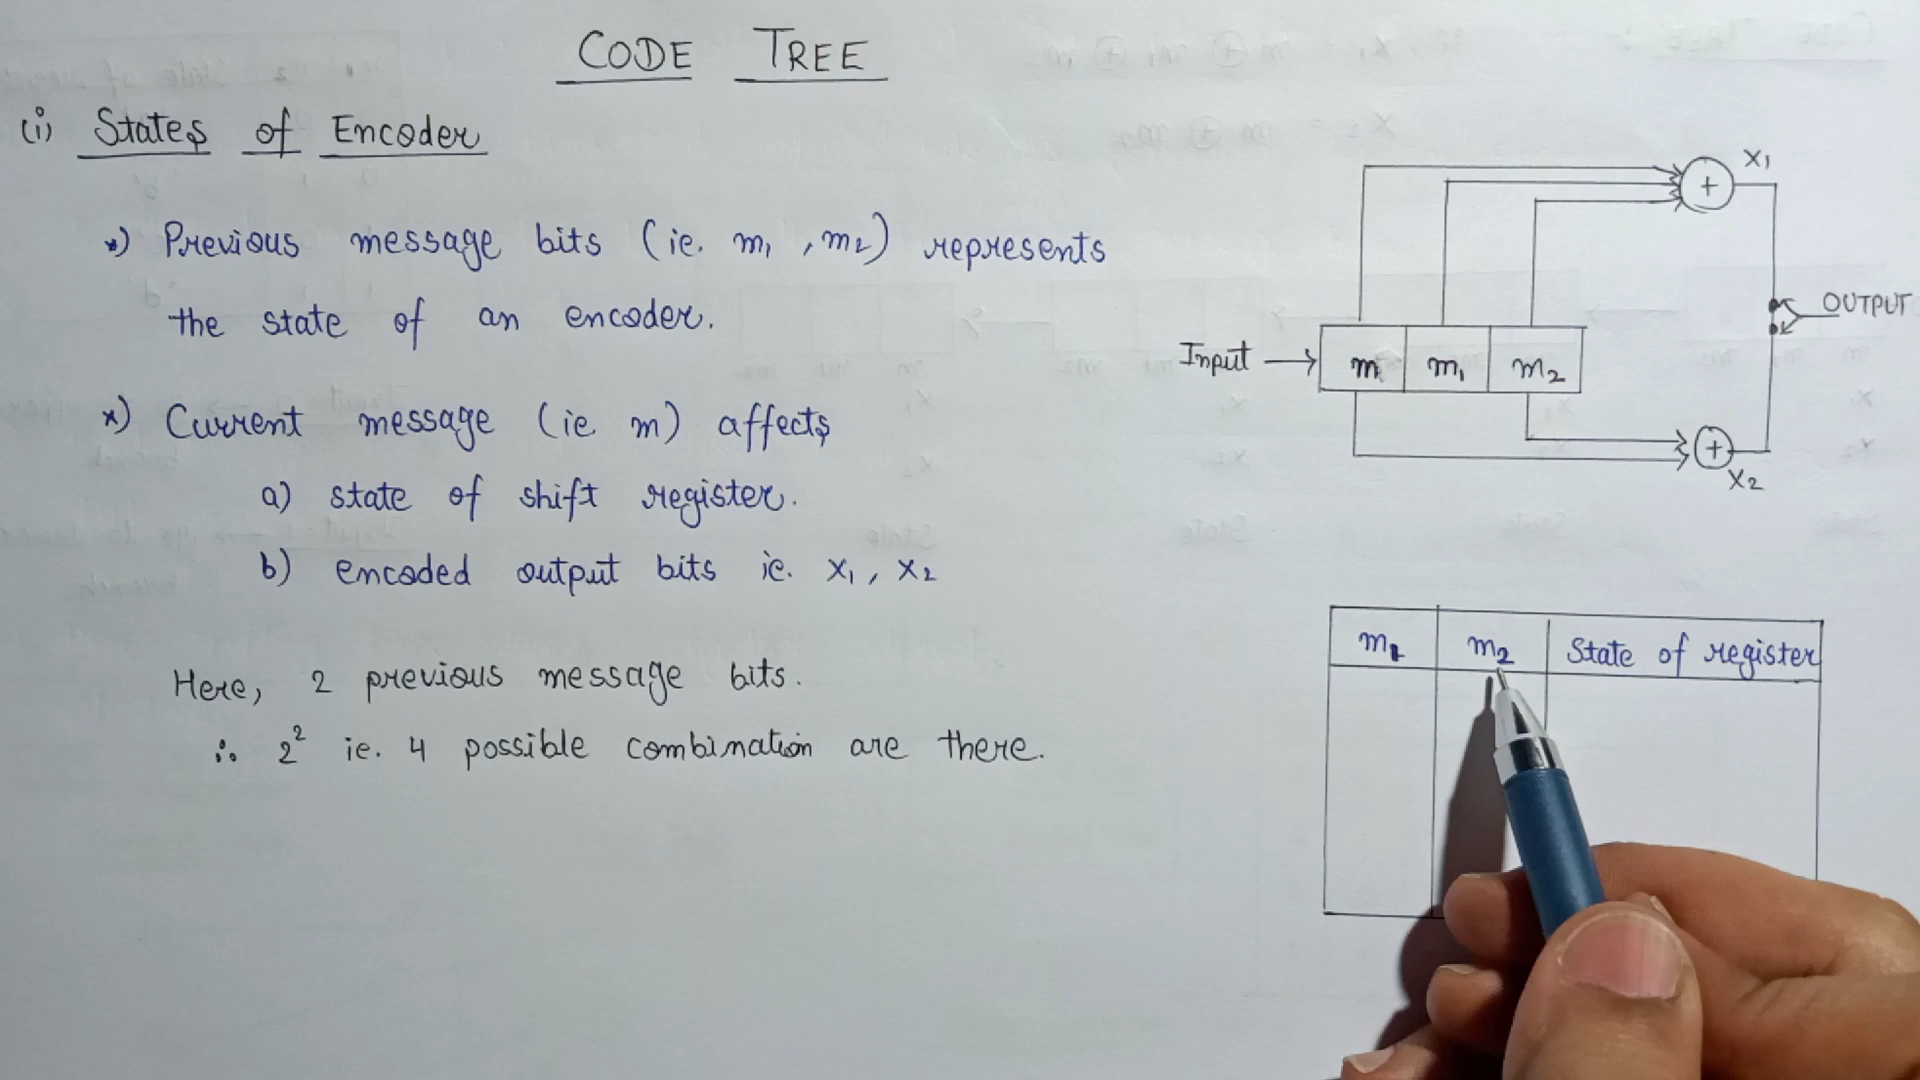 CODE TREE
(i) States of Encoder
*) Previous message bits (ie. m₁, m₂) represents
the state of an encoder.
*) Current message (ie m) affects
a) state of shift register.
b) encoded output bits ie. x₁, x₂
Here, 2 previous message bits.
∴ 2² ie. 4 possible combination are there.
X₁
+
OUTPUT
Input → m m₁ m₂
+
X₂
m₁ m₂ State of register